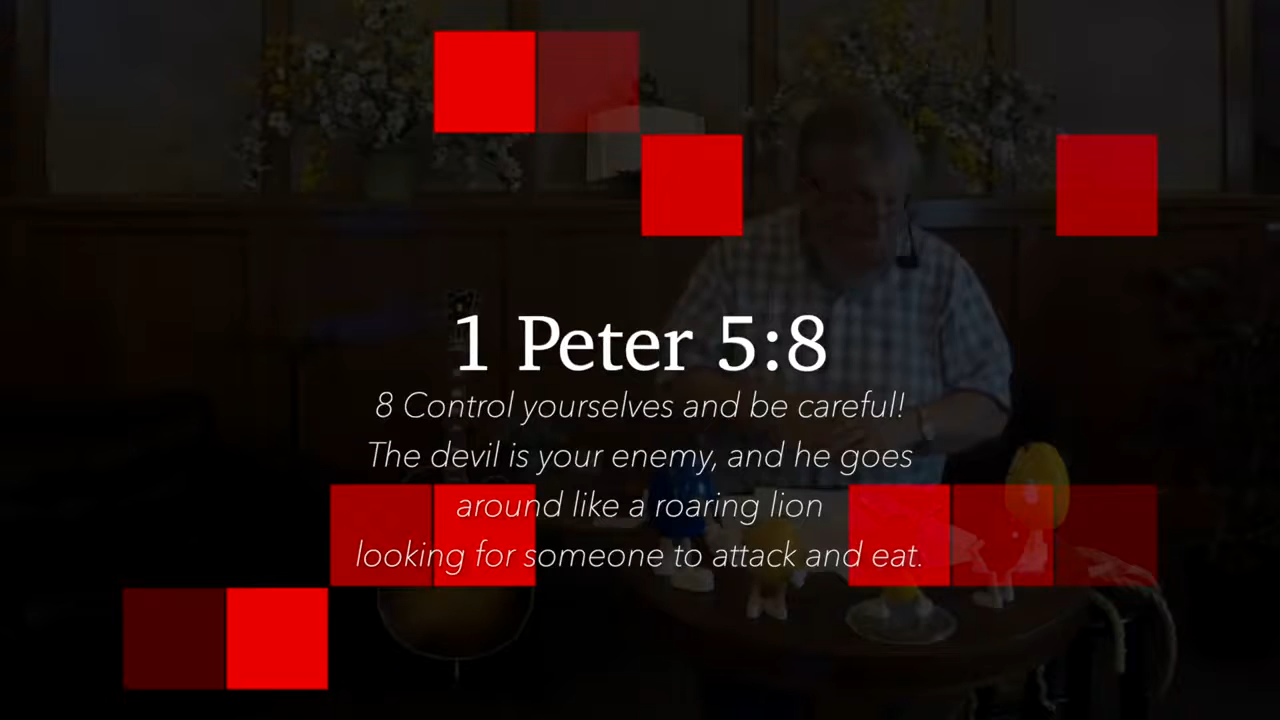 1 Peter 5:8
8 Control yourselves and be careful!
The devil is your enemy, and he goes
around like a roaring lion
looking for someone to attack and eat.